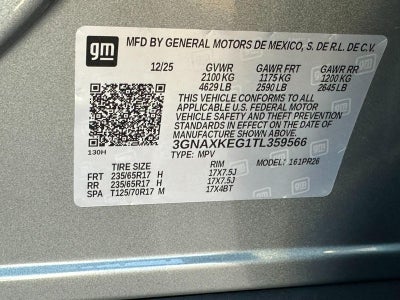 gm
MFD BY GENERAL MOTORS DE MEXICO, S. DE R.L. DE C.V.
12/25 GVWR GAWR FRT GAWR RR
2100 KG 1175 KG 1200 KG
4629 LB 2590 LB 2645 LB
THIS VEHICLE CONFORMS TO ALL
APPLICABLE U.S. FEDERAL MOTOR
VEHICLE SAFETY AND THEFT PREVENTION
STANDARDS IN EFFECT ON THE DATE OF
MANUFACTURE SHOWN ABOVE.
3GNAXKEG1TL359566
130H TYPE: MPV
TIRE SIZE RIM MODEL: 161PR26
FRT 235/65R17 H 17X7.5J
RR 235/65R17 H 17X7.5J
SPA T125/70R17 M 17X4BT